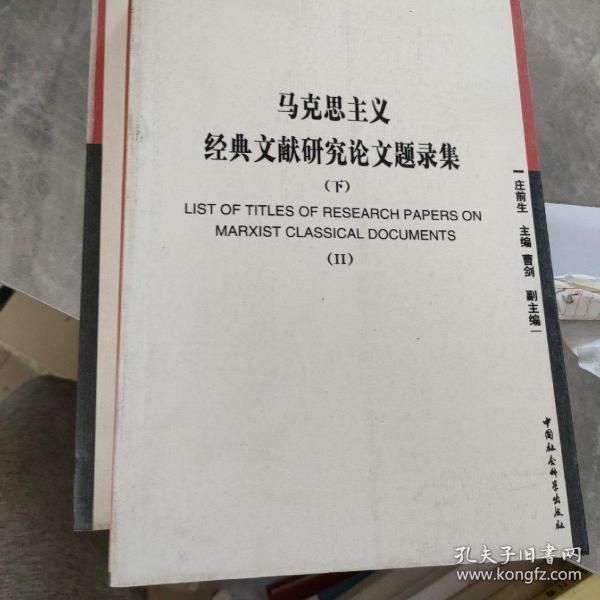 马克思主义
经典文献研究论文题录集
(下)
LIST OF TITLES OF RESEARCH PAPERS ON
MARXIST CLASSICAL DOCUMENTS
(II)
庄前生 主编 曹剑 副主编
中国社会科学出版社
孔夫子旧书网
www.kongfz.com